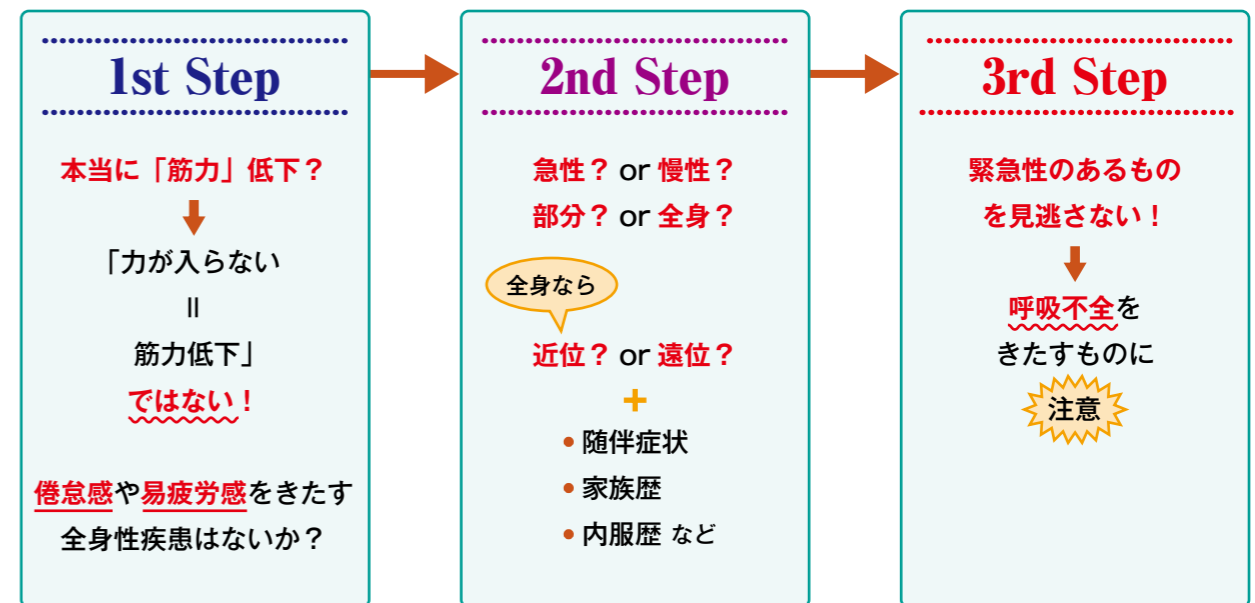 1st Step
本当に「筋力」低下？
「力が入らない
＝
筋力低下」
ではない！
倦怠感や易疲労感をきたす
全身性疾患はないか？
2nd Step
急性？ or 慢性？
部分？ or 全身？
全身なら
近位？ or 遠位？
+
• 随伴症状
• 家族歴
• 内服歴 など
3rd Step
緊急性のあるもの
を見逃さない！
呼吸不全を
きたすものに
注意